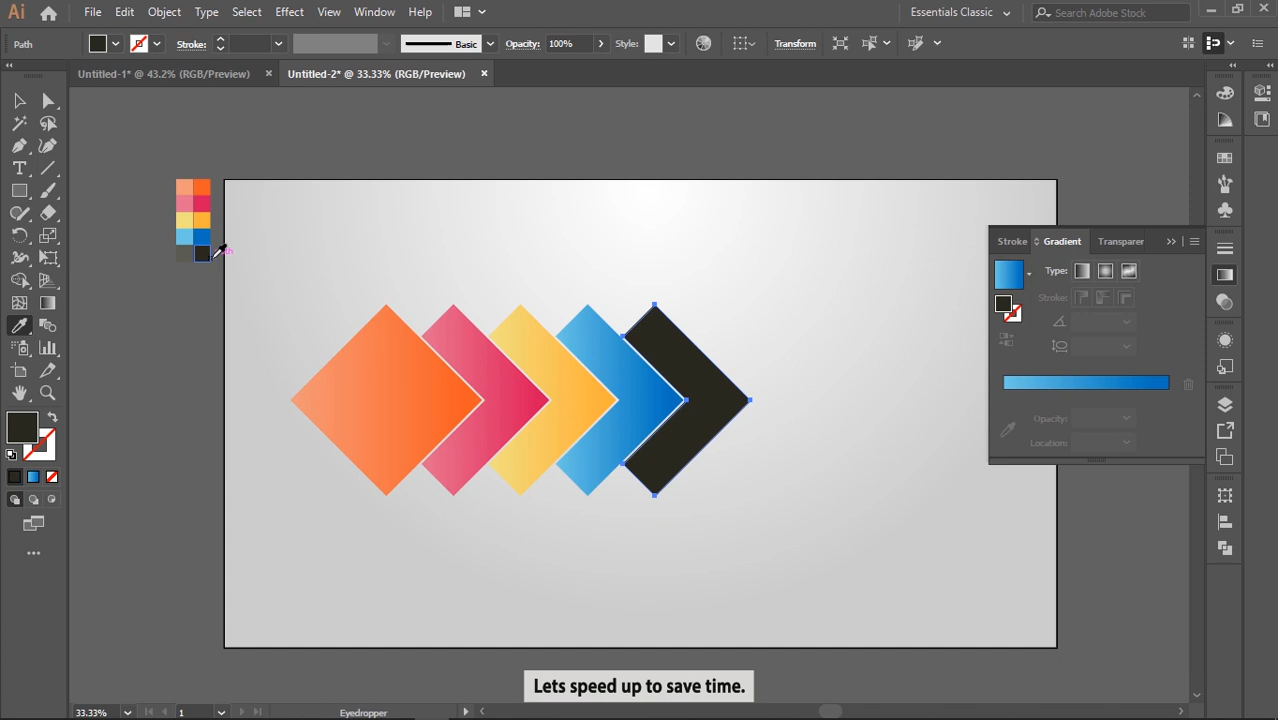 Ai File Edit Object Type Select Effect View Window Help Essentials Classic Search Adobe Stock
Path Stroke: Basic Opacity: 100% Style: Transform
Untitled-1* @ 43.2% (RGB/Preview) × Untitled-2* @ 33.33% (RGB/Preview) ×
Stroke Gradient Transparer
Type:
Stroke:
Opacity:
Location:
Lets speed up to save time.
33.33% 1 Eyedropper